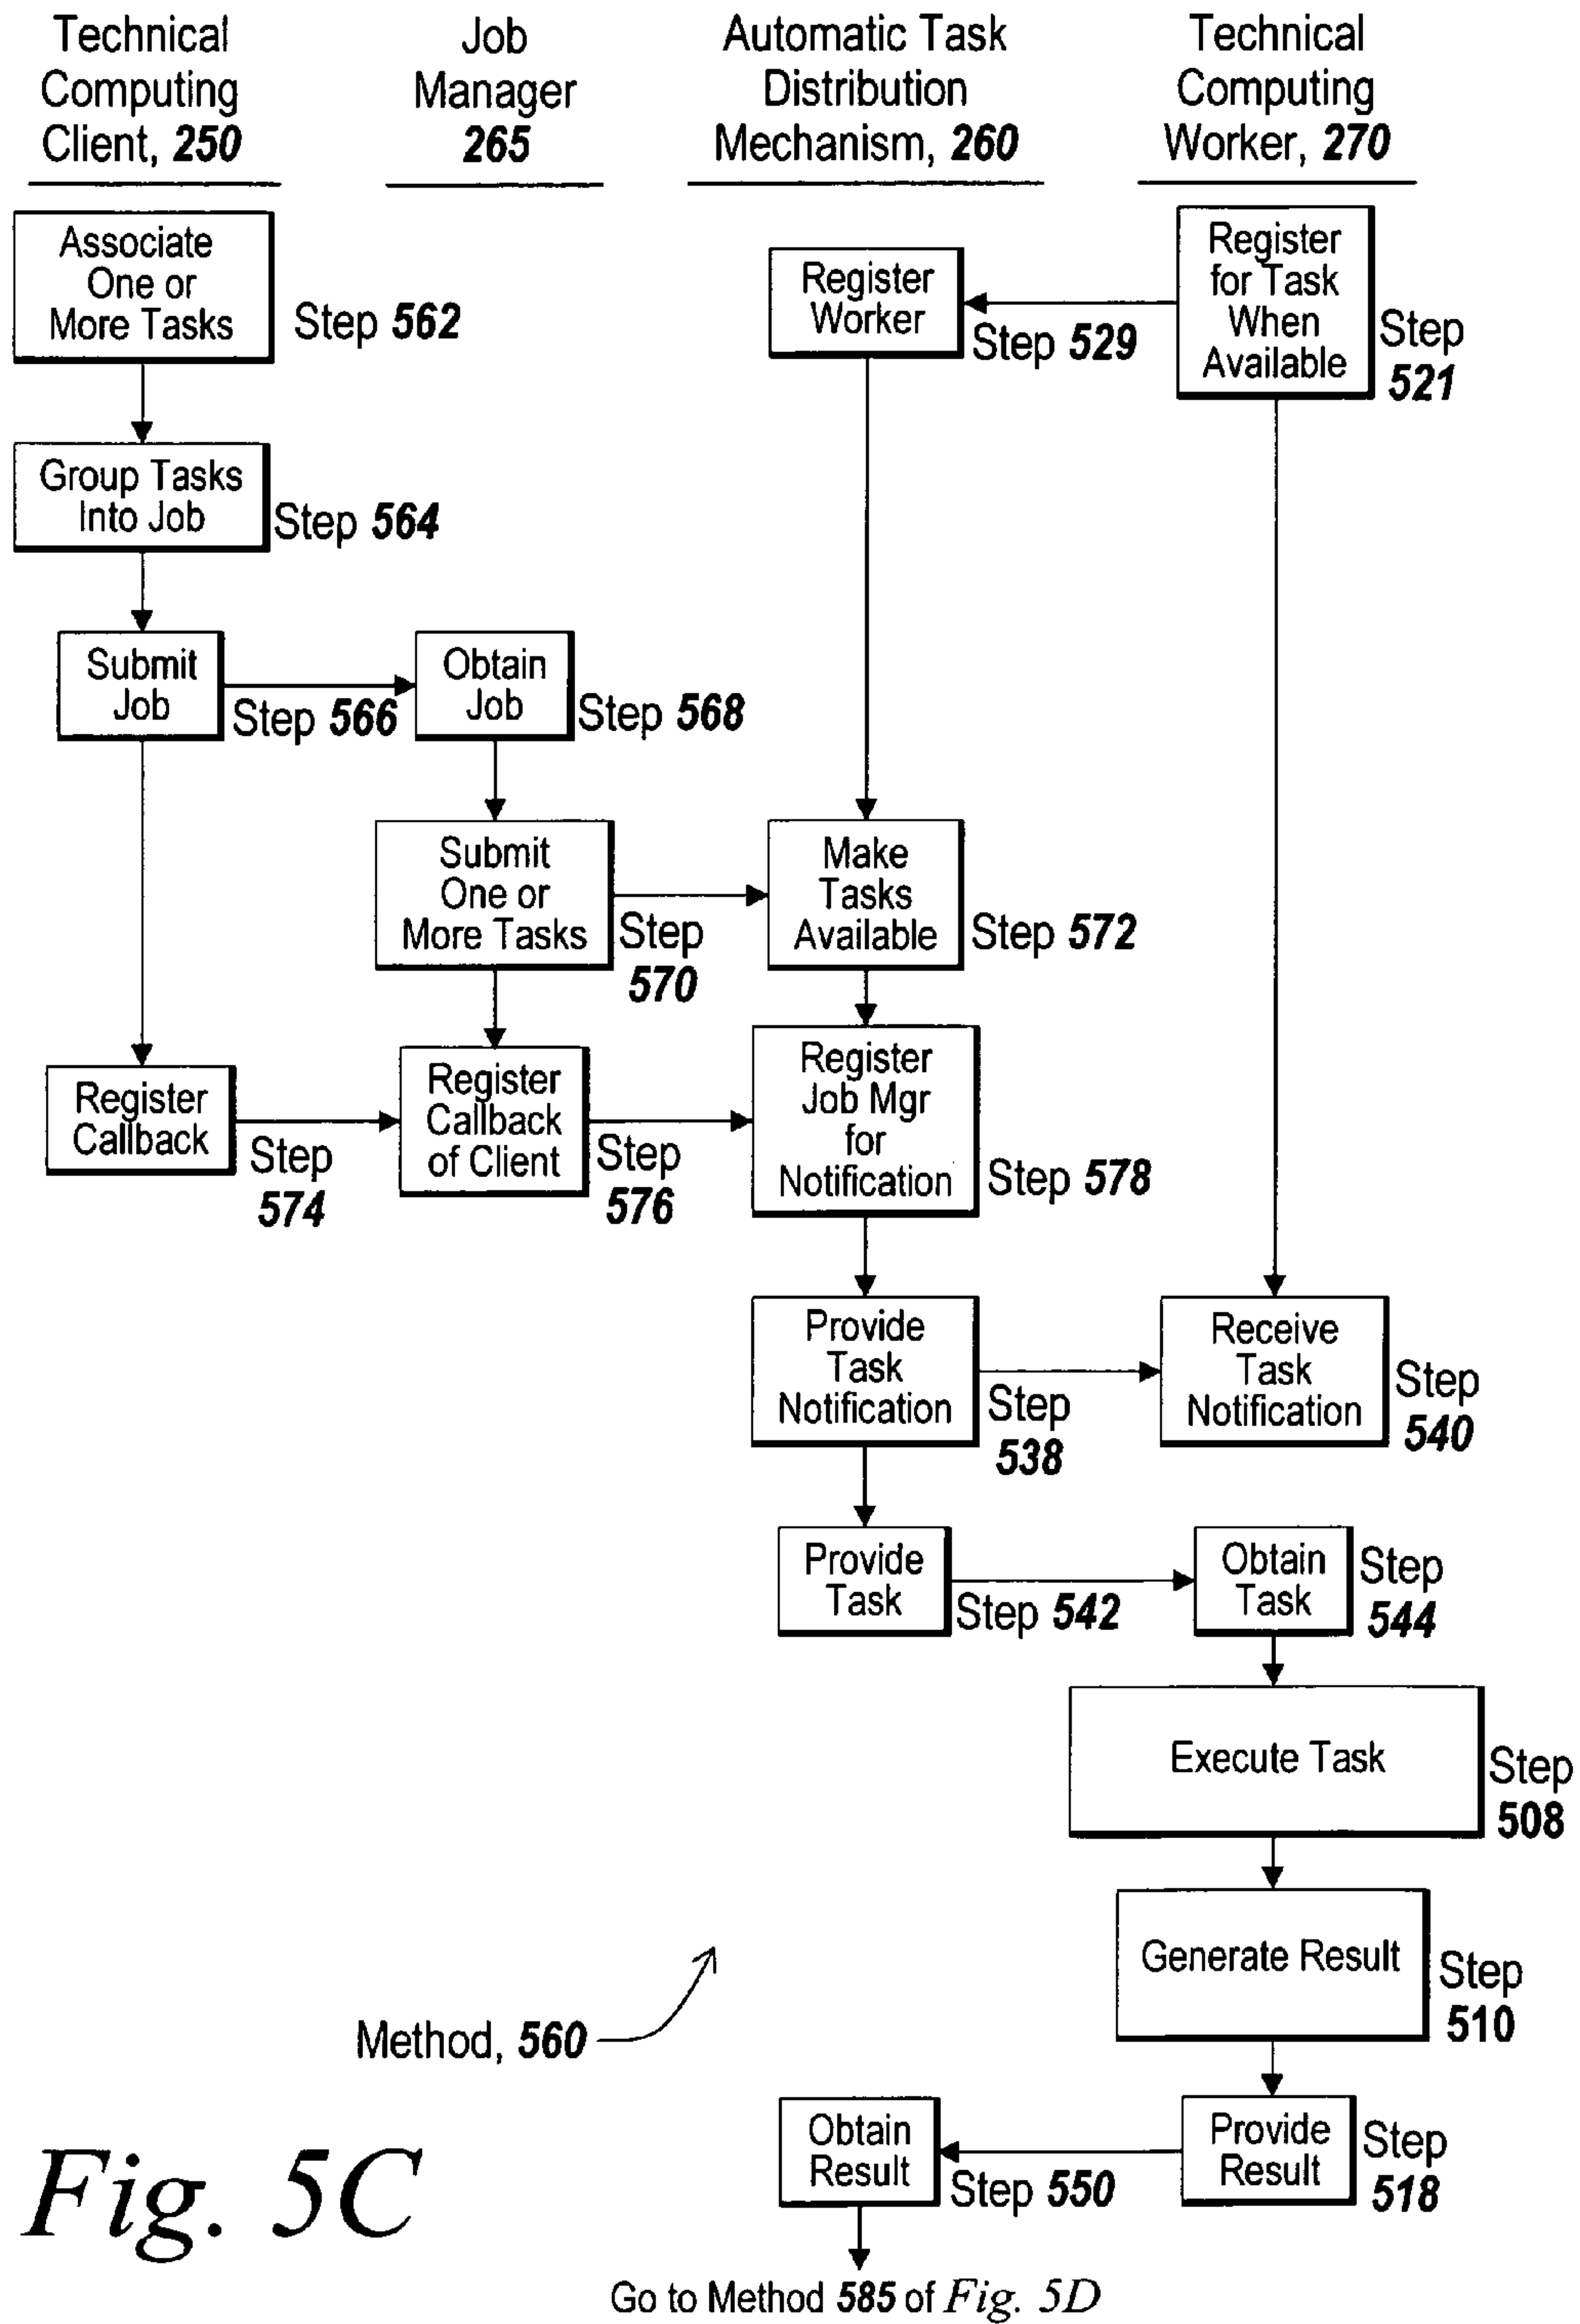 Technical
Computing
Client, 250
Job
Manager
265
Automatic Task
Distribution
Mechanism, 260
Technical
Computing
Worker, 270
Associate
One or
More Tasks
Step 562
Register
Worker
Step 529
Register
for Task
When
Available
Step
521
Group Tasks
Into Job
Step 564
Submit
Job
Step 566
Obtain
Job
Step 568
Submit
One or
More Tasks
Step
570
Make
Tasks
Available
Step 572
Register
Callback
Step
574
Register
Callback
of Client
Step
576
Register
Job Mgr
for
Notification
Step 578
Provide
Task
Notification
Step
538
Receive
Task
Notification
Step
540
Provide
Task
Step 542
Obtain
Task
Step
544
Execute Task
Step
508
Generate Result
Step
510
Method, 560
Obtain
Result
Step 550
Provide
Result
Step
518
Fig. 5C
Go to Method 585 of Fig. 5D